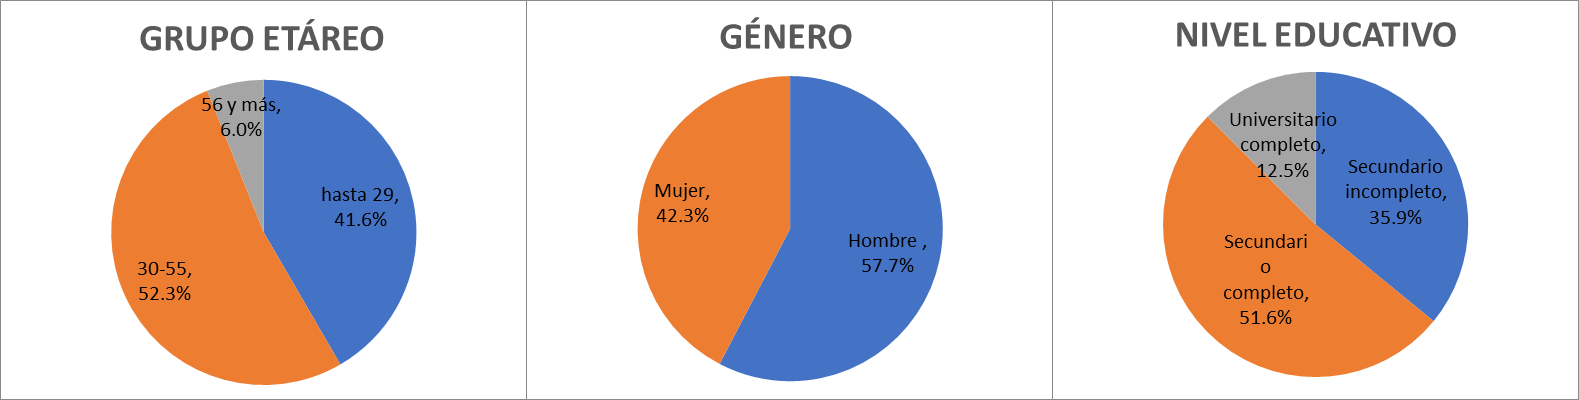 GRUPO ETÁREO
56 y más,
6.0%
hasta 29,
41.6%
30-55,
52.3%
GÉNERO
Mujer,
42.3%
Hombre ,
57.7%
NIVEL EDUCATIVO
Universitario
completo,
12.5%
Secundario
incompleto,
35.9%
Secundari
o
completo,
51.6%